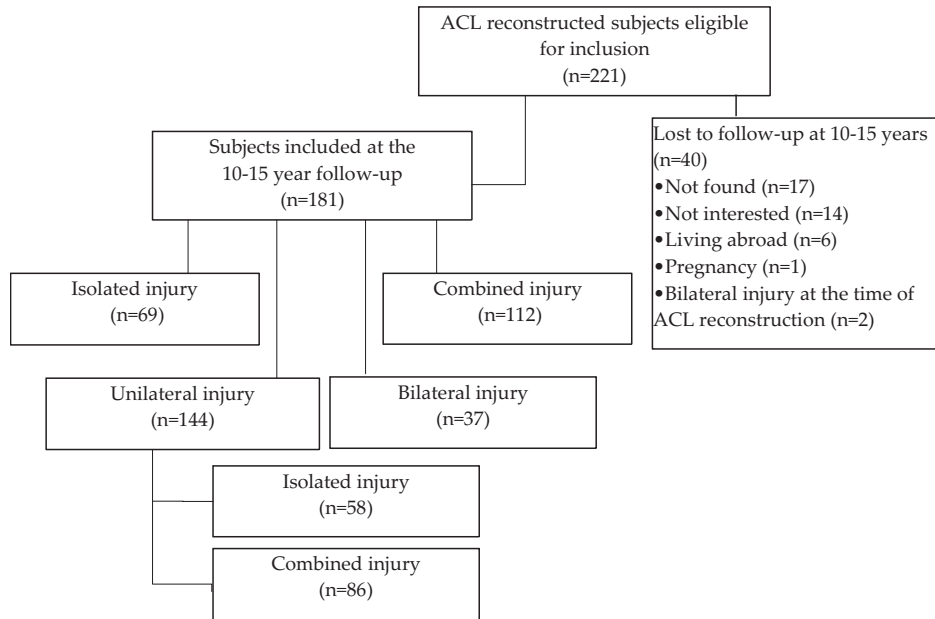 ACL reconstructed subjects eligible
for inclusion
(n=221)
Lost to follow-up at 10-15 years
(n=40)
•Not found (n=17)
•Not interested (n=14)
•Living abroad (n=6)
•Pregnancy (n=1)
•Bilateral injury at the time of
ACL reconstruction (n=2)
Subjects included at the
10-15 year follow-up
(n=181)
Isolated injury
(n=69)
Combined injury
(n=112)
Unilateral injury
(n=144)
Bilateral injury
(n=37)
Isolated injury
(n=58)
Combined injury
(n=86)